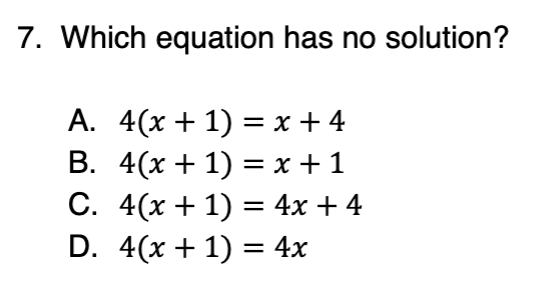 7. Which equation has no solution?
A. 4(x + 1) = x + 4
B. 4(x + 1) = x + 1
C. 4(x + 1) = 4x + 4
D. 4(x + 1) = 4x